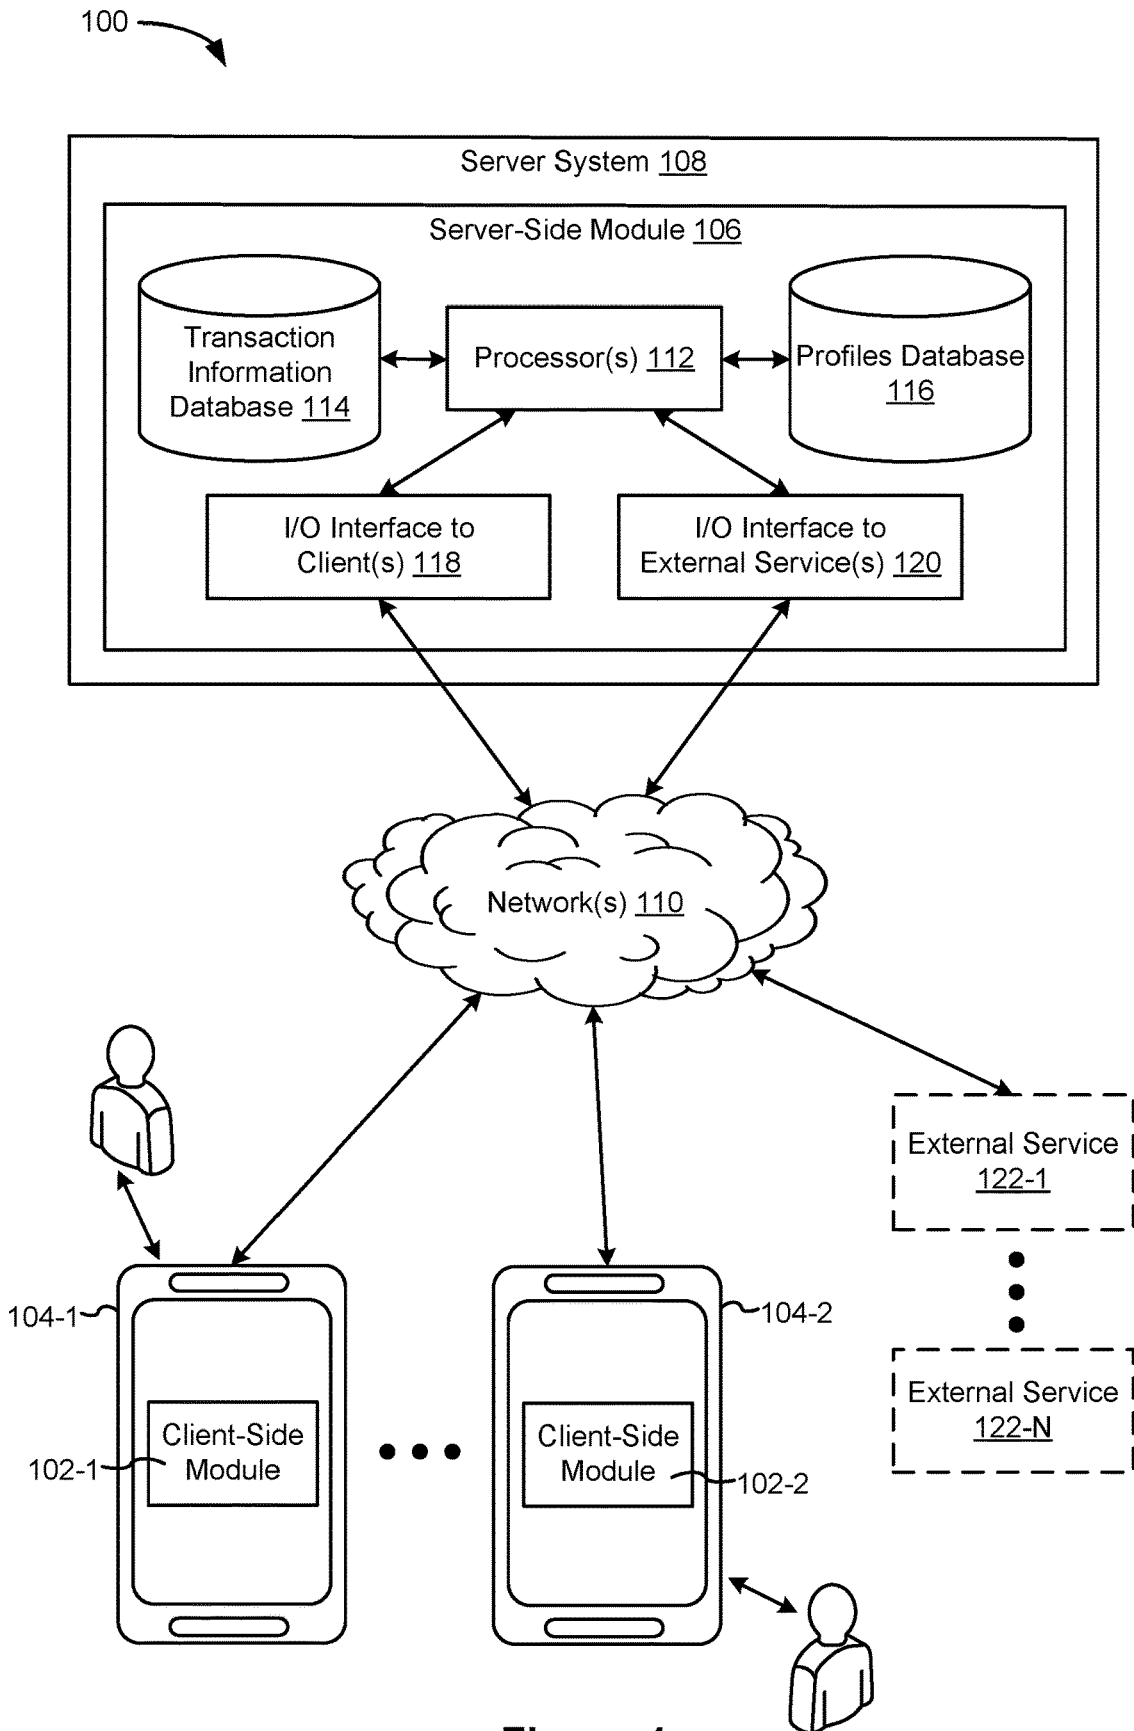 100
Server System 108
Server-Side Module 106
Transaction
Information
Database 114
Processor(s) 112
Profiles Database
116
I/O Interface to
Client(s) 118
I/O Interface to
External Service(s) 120
Network(s) 110
External Service
122-1
104-1
104-2
External Service
122-N
Client-Side
Module
102-1
Client-Side
Module
102-2